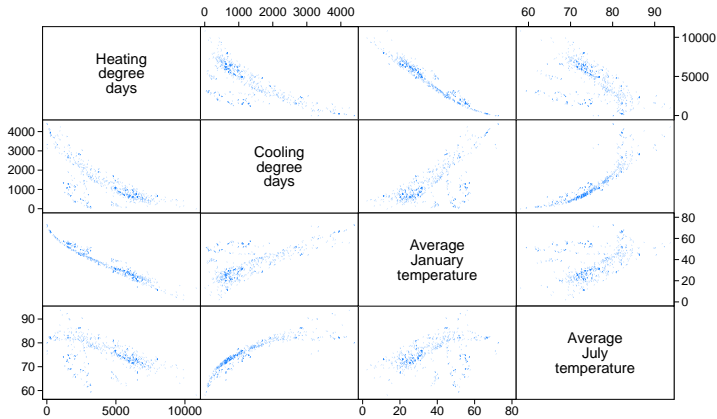 0 1000 2000 3000 4000 60 70 80 90
Heating
degree
days
10000
5000
0
4000
3000
2000
1000
0
Cooling
degree
days
Average
January
temperature
80
60
40
20
0
90
80
70
60
Average
July
temperature
0 5000 10000 0 20 40 60 80